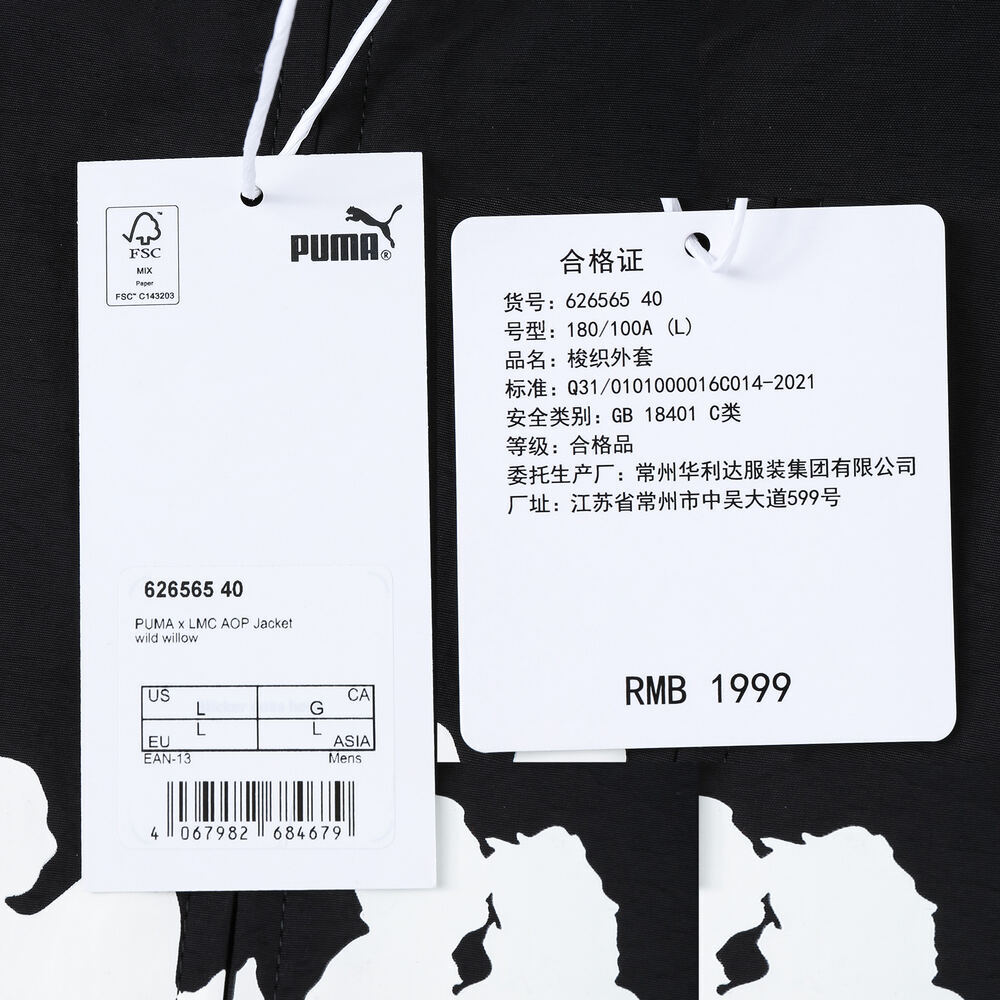 FSC
MIX
Paper
FSC™ C143203
PUMA®
626565 40
PUMA x LMC AOP Jacket
wild willow
US L G CA
EU L L ASIA
EAN-13 Mens
4 067982 684679
合格证
货号：626565 40
号型：180/100A (L)
品名：梭织外套
标准：Q31/0101000016C014-2021
安全类别：GB 18401 C类
等级：合格品
委托生产厂：常州华利达服装集团有限公司
厂址：江苏省常州市中吴大道599号
RMB 1999